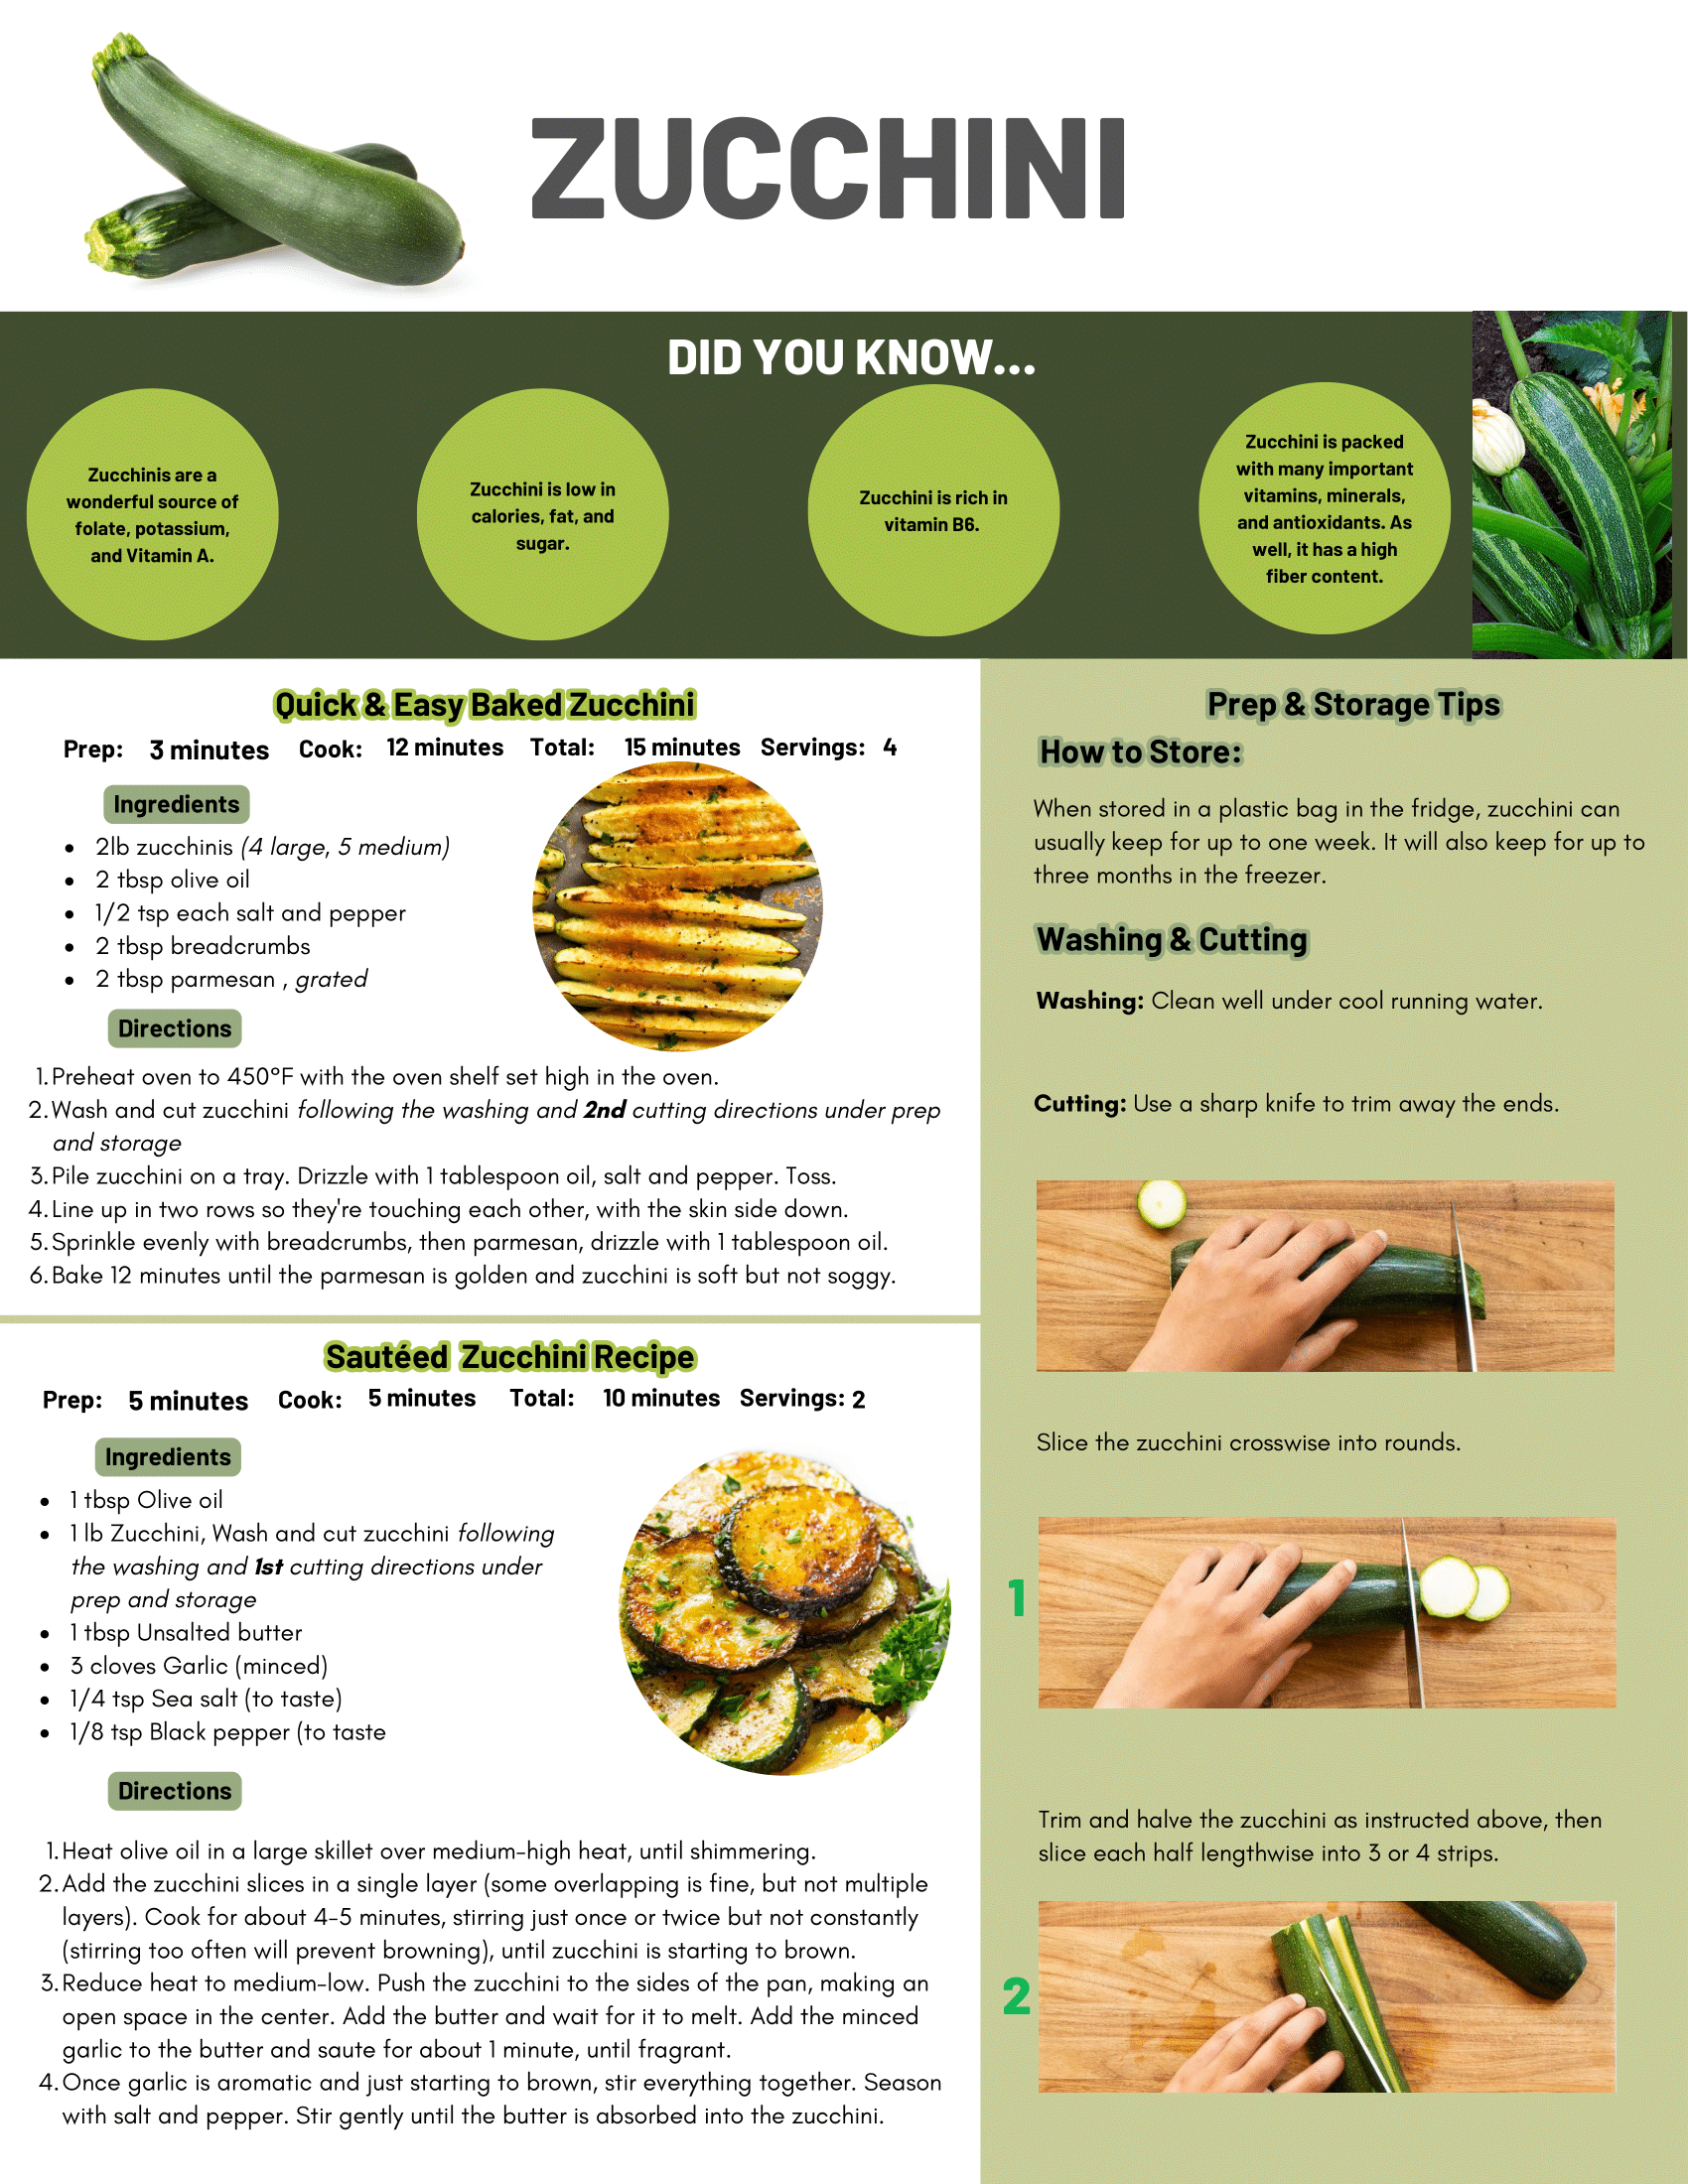 ZUCCHINI
DID YOU KNOW...
Zucchinis are a
wonderful source of
folate, potassium,
and Vitamin A.
Zucchini is low in
calories, fat, and
sugar.
Zucchini is rich in
vitamin B6.
Zucchini is packed
with many important
vitamins, minerals,
and antioxidants. As
well, it has a high
fiber content.
Quick & Easy Baked Zucchini
Prep: 3 minutes Cook: 12 minutes Total: 15 minutes Servings: 4
Ingredients
• 2lb zucchinis (4 large, 5 medium)
• 2 tbsp olive oil
• 1/2 tsp each salt and pepper
• 2 tbsp breadcrumbs
• 2 tbsp parmesan , grated
Directions
1. Preheat oven to 450°F with the oven shelf set high in the oven.
2. Wash and cut zucchini following the washing and 2nd cutting directions under prep
and storage
3. Pile zucchini on a tray. Drizzle with 1 tablespoon oil, salt and pepper. Toss.
4. Line up in two rows so they're touching each other, with the skin side down.
5. Sprinkle evenly with breadcrumbs, then parmesan, drizzle with 1 tablespoon oil.
6. Bake 12 minutes until the parmesan is golden and zucchini is soft but not soggy.
Sautéed Zucchini Recipe
Prep: 5 minutes Cook: 5 minutes Total: 10 minutes Servings: 2
Ingredients
• 1 tbsp Olive oil
• 1 lb Zucchini, Wash and cut zucchini following
the washing and 1st cutting directions under
prep and storage
• 1 tbsp Unsalted butter
• 3 cloves Garlic (minced)
• 1/4 tsp Sea salt (to taste)
• 1/8 tsp Black pepper (to taste
Directions
1. Heat olive oil in a large skillet over medium-high heat, until shimmering.
2. Add the zucchini slices in a single layer (some overlapping is fine, but not multiple
layers). Cook for about 4-5 minutes, stirring just once or twice but not constantly
(stirring too often will prevent browning), until zucchini is starting to brown.
3. Reduce heat to medium-low. Push the zucchini to the sides of the pan, making an
open space in the center. Add the butter and wait for it to melt. Add the minced
garlic to the butter and saute for about 1 minute, until fragrant.
4. Once garlic is aromatic and just starting to brown, stir everything together. Season
with salt and pepper. Stir gently until the butter is absorbed into the zucchini.
Prep & Storage Tips
How to Store:
When stored in a plastic bag in the fridge, zucchini can
usually keep for up to one week. It will also keep for up to
three months in the freezer.
Washing & Cutting
Washing: Clean well under cool running water.
Cutting: Use a sharp knife to trim away the ends.
Slice the zucchini crosswise into rounds.
1
Trim and halve the zucchini as instructed above, then
slice each half lengthwise into 3 or 4 strips.
2